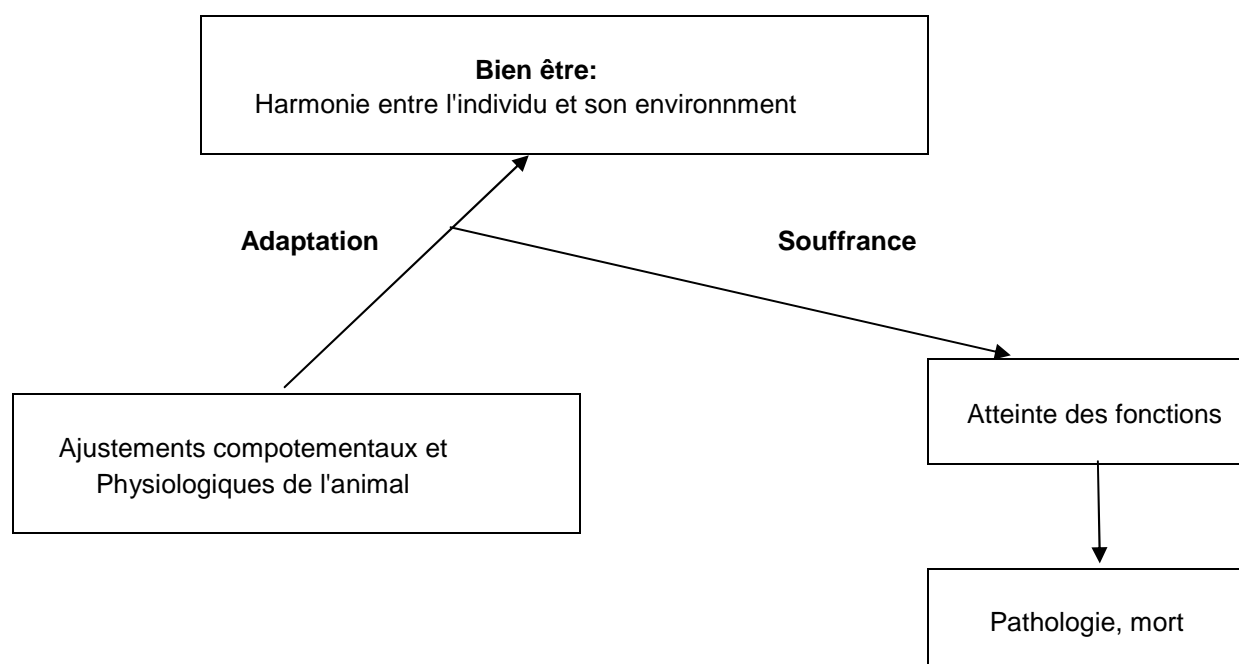 Bien être:
Harmonie entre l'individu et son environnment
Adaptation
Souffrance
Ajustements compotementaux et
Physiologiques de l'animal
Atteinte des fonctions
Pathologie, mort